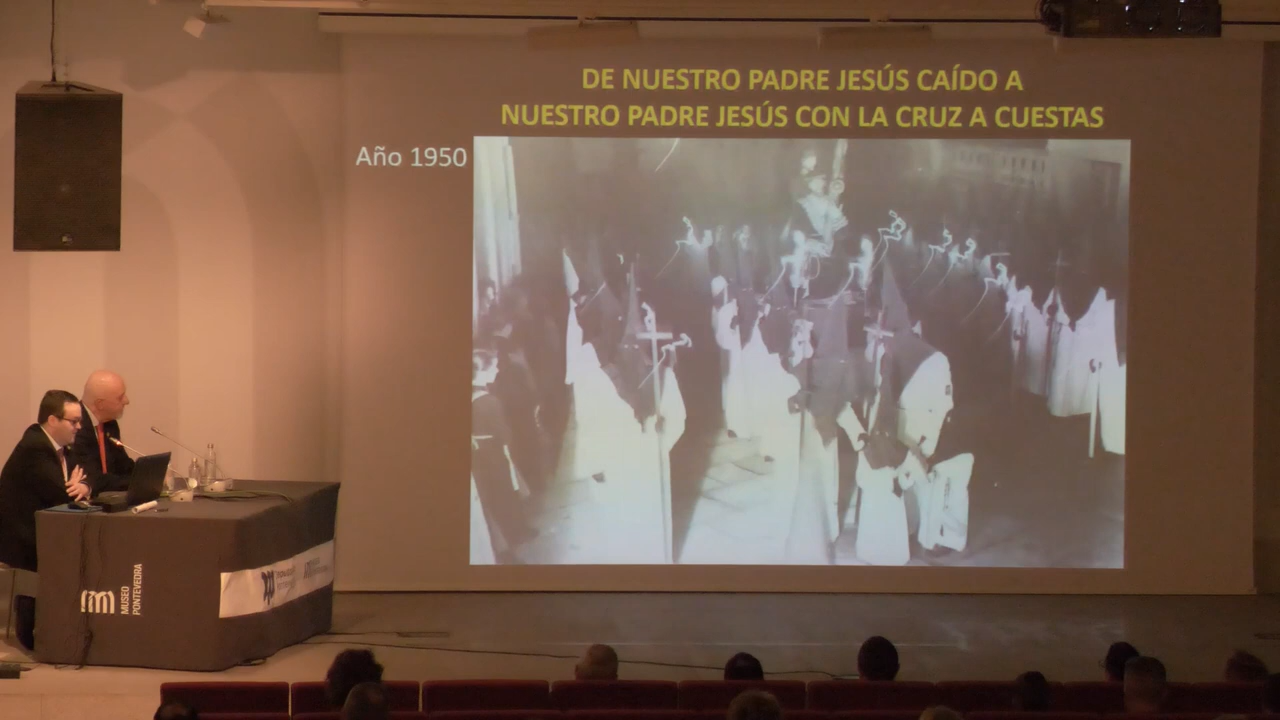 DE NUESTRO PADRE JESÚS CAÍDO A
NUESTRO PADRE JESÚS CON LA CRUZ A CUESTAS
Año 1950
MUSEO
PONTEVEDRA